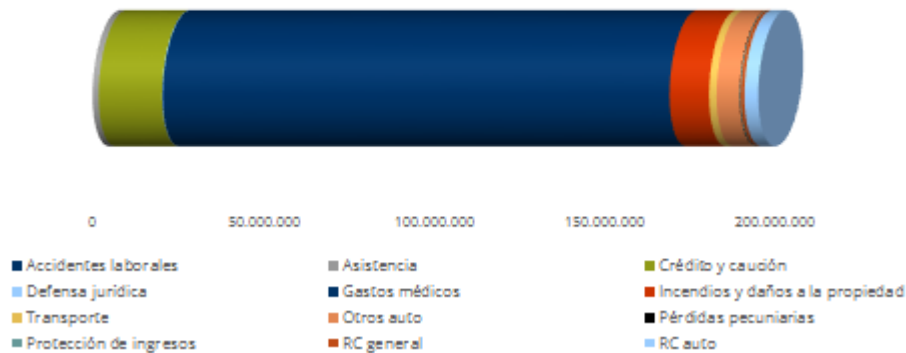 0 50.000.000 100.000.000 150.000.000 200.000.000
Accidentes laborales Asistencia Crédito y caución
Defensa jurídica Gastos médicos Incendios y daños a la propiedad
Transporte Otros auto Pérdidas pecuniarias
Protección de ingresos RC general RC auto